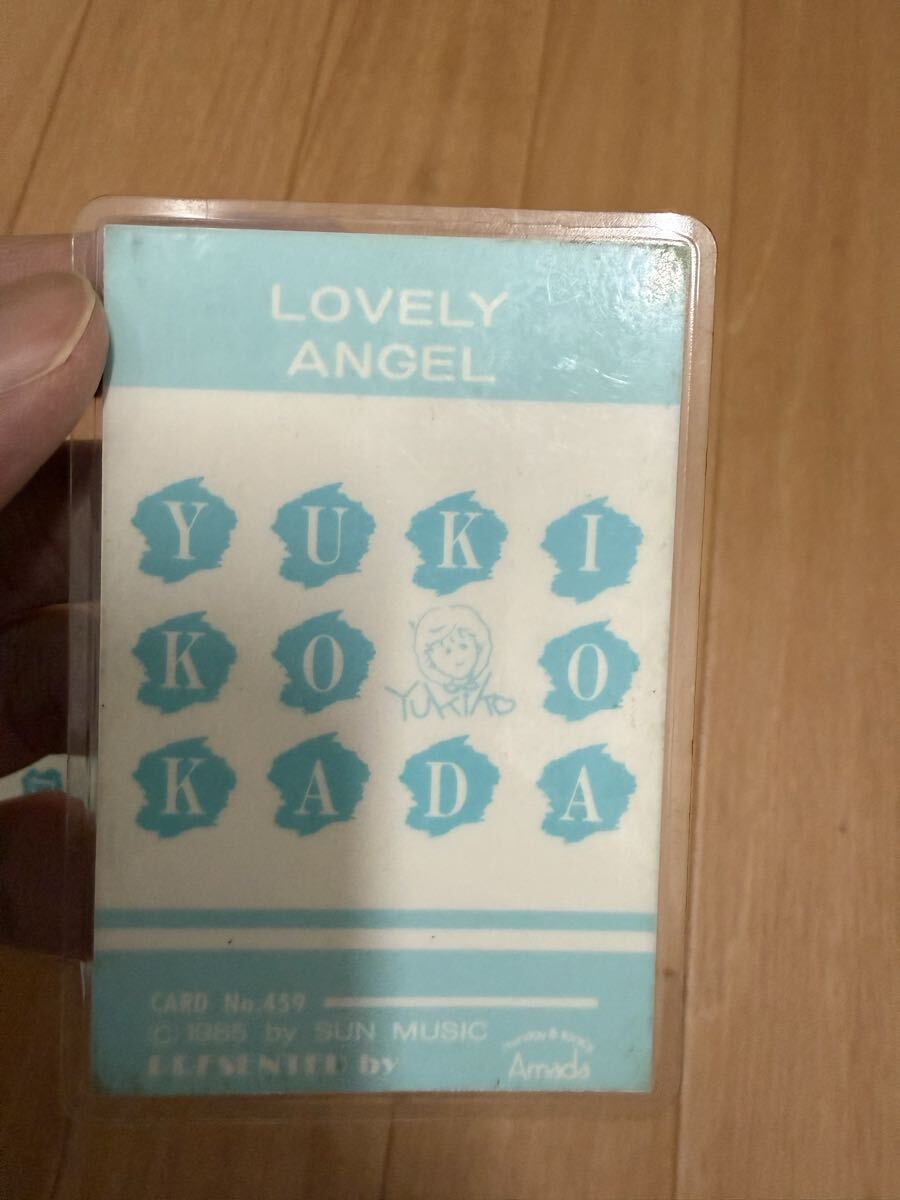 LOVELY
ANGEL
Y U K I
K O O
Yukiko
K A D A
CARD No.459
© 1985 by SUN MUSIC
PRESENTED by
Amada